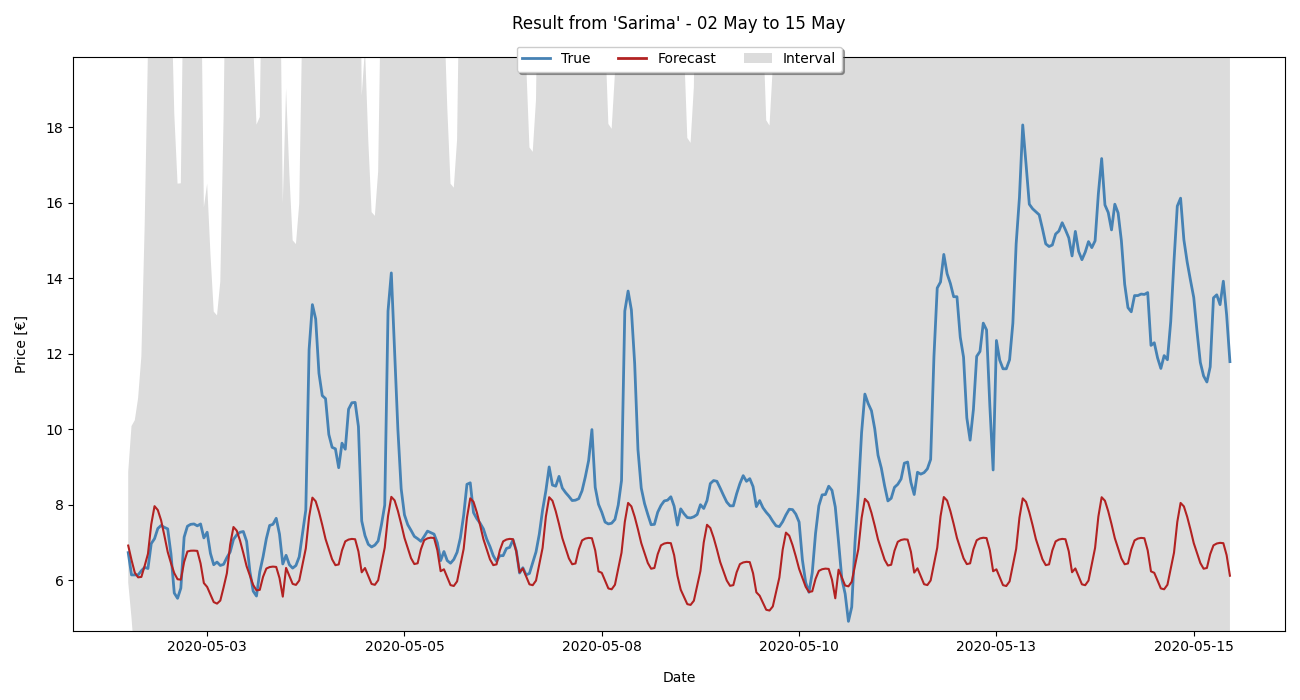 Result from 'Sarima' - 02 May to 15 May
True Forecast Interval
Price [€]
18
16
14
12
10
8
6
2020-05-03 2020-05-05 2020-05-08 2020-05-10 2020-05-13 2020-05-15
Date